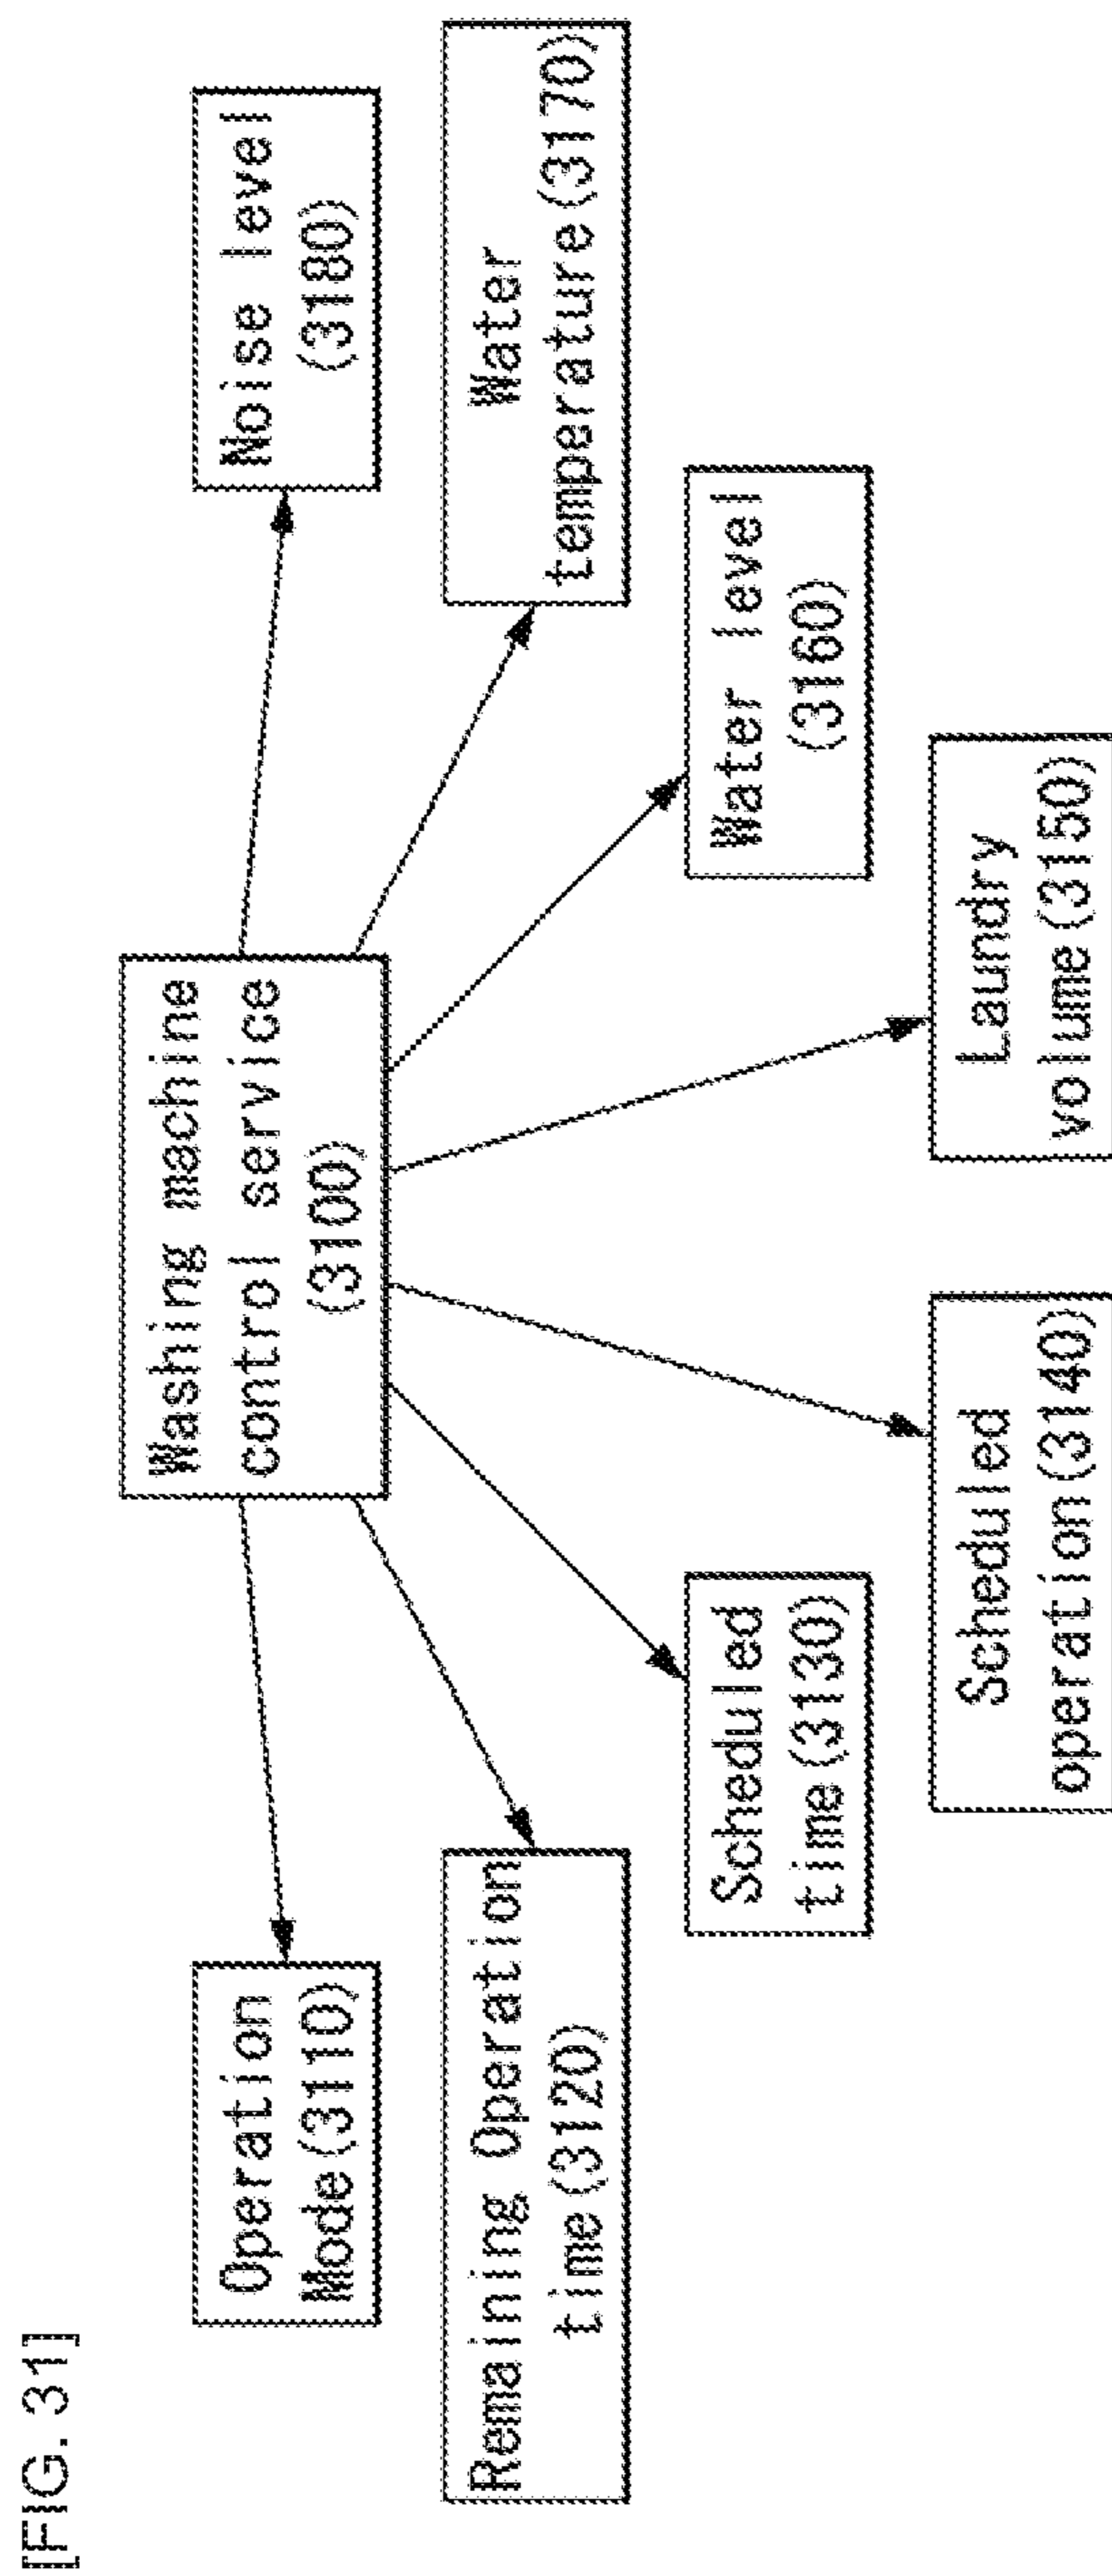 [FIG. 31]
Washing machine
control service
(3100)
Operation
Mode(3110)
Noise level
(3180)
Remaining Operation
time(3120)
Water
temperature(3170)
Scheduled
time(3130)
Water level
(3160)
Scheduled
operation(3140)
Laundry
volume(3150)